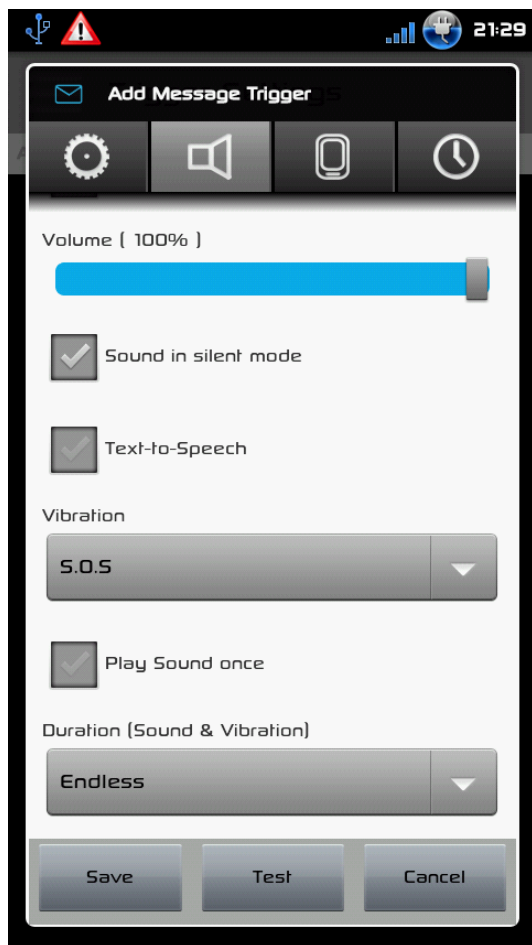 21:29
Add Message Trigger
Volume ( 100% )
Sound in silent mode
Text-to-Speech
Vibration
S.O.S
Play Sound once
Duration (Sound & Vibration)
Endless
Save Test Cancel